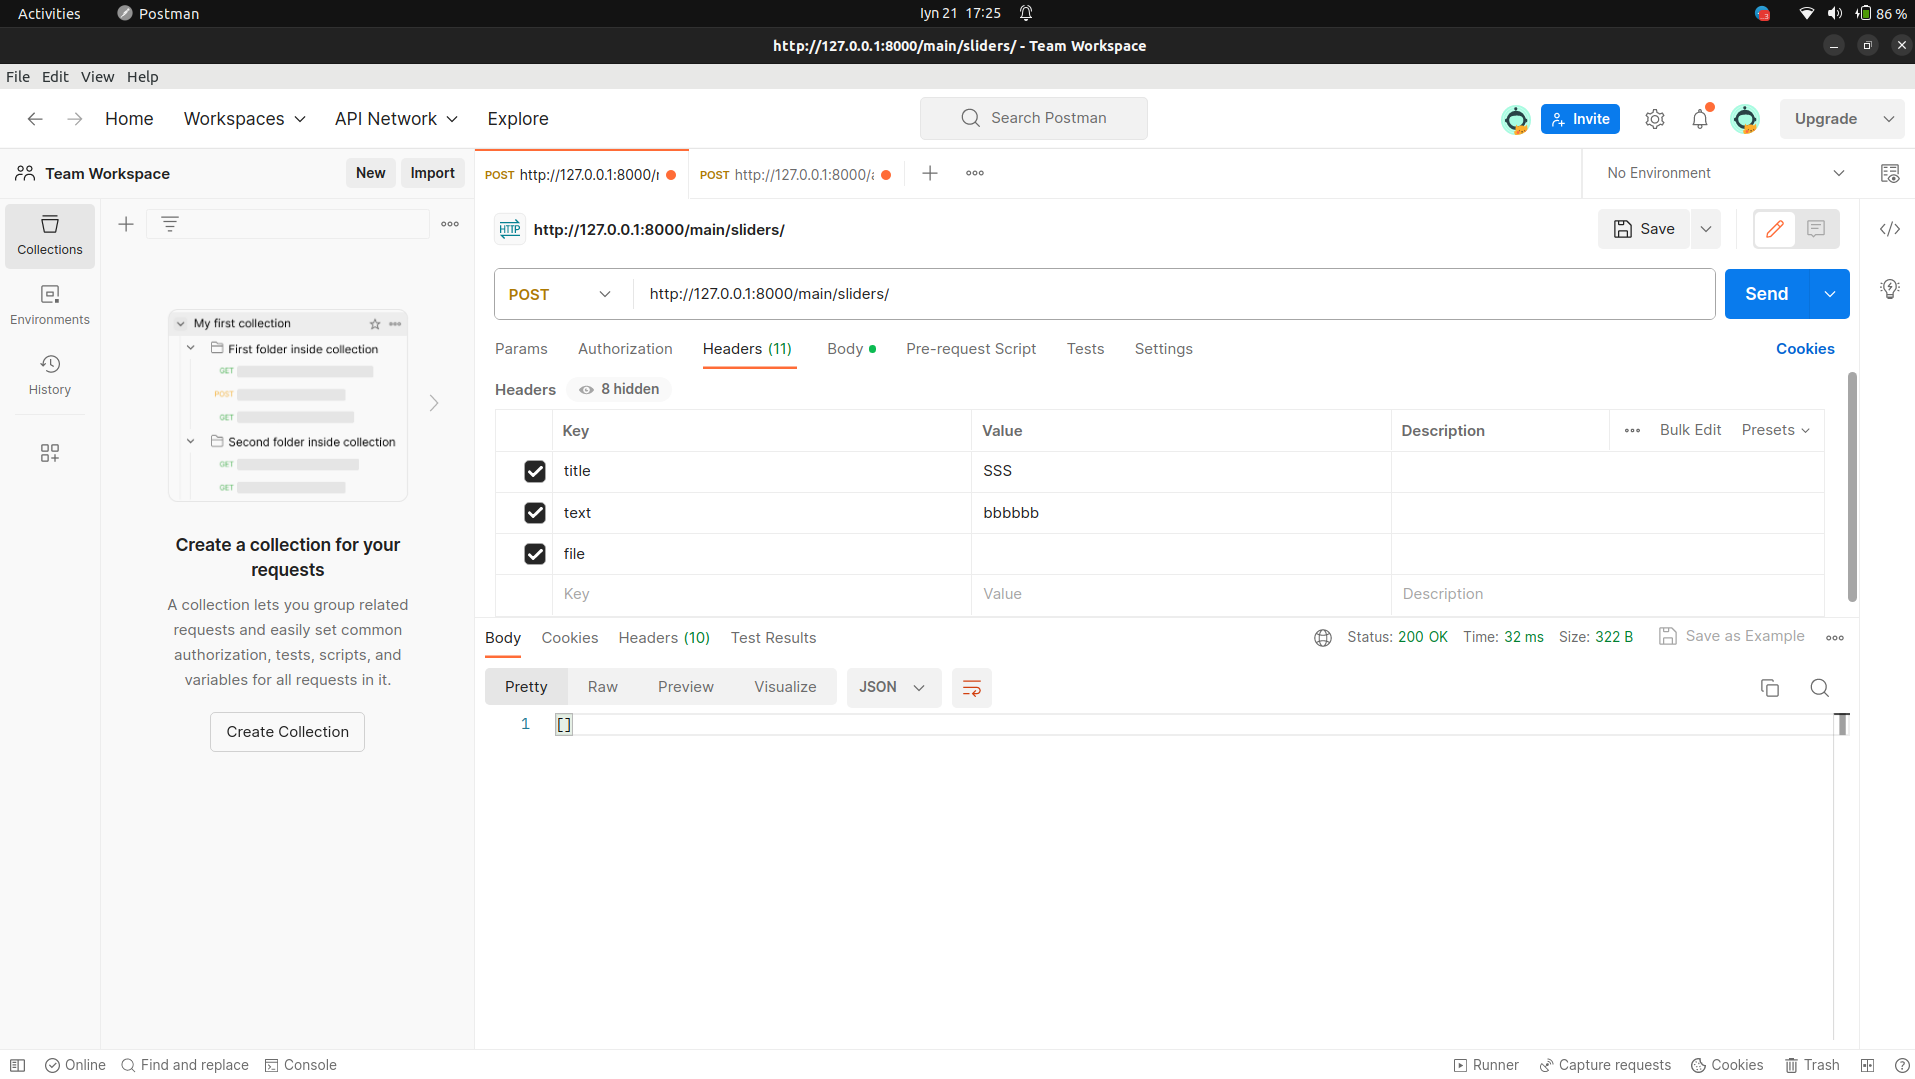 Activities
Postman
Iyn 21 17:25
86 %
http://127.0.0.1:8000/main/sliders/ - Team Workspace
File Edit View Help
Home
Workspaces
API Network
Explore
Search Postman
Invite
Upgrade
Team Workspace
New
Import
POST http://127.0.0.1:8000/
POST http://127.0.0.1:8000/
No Environment
Collections
Environments
History
My first collection
First folder inside collection
GET
POST
GET
Second folder inside collection
GET
GET
Create a collection for your
requests
A collection lets you group related
requests and easily set common
authorization, tests, scripts, and
variables for all requests in it.
Create Collection
HTTP
http://127.0.0.1:8000/main/sliders/
Save
POST
http://127.0.0.1:8000/main/sliders/
Send
Params Authorization Headers (11) Body Pre-request Script Tests Settings
Cookies
Headers
8 hidden
Key Value Description
Bulk Edit Presets
title SSS
text bbbbbb
file
Key Value Description
Body Cookies Headers (10) Test Results
Status: 200 OK Time: 32 ms Size: 322 B
Save as Example
Pretty Raw Preview Visualize
JSON
1 []
Online
Find and replace
Console
Runner
Capture requests
Cookies
Trash